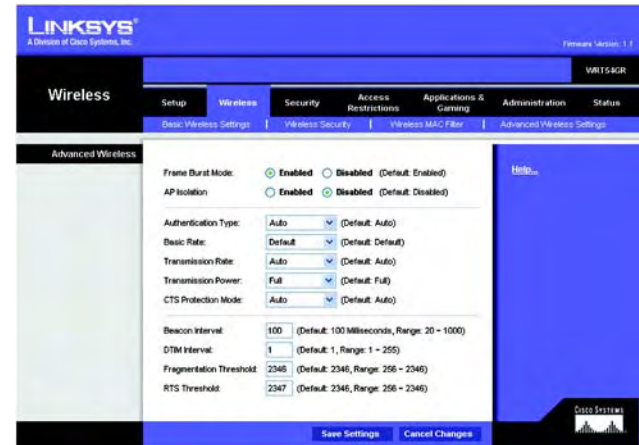 LINKSYS®
A Division of Cisco Systems, Inc.
Firmware Version: 1.1
WRT54GR
Wireless
Setup Wireless Security Access Restrictions Applications & Gaming Administration Status
Basic Wireless Settings | Wireless Security | Wireless MAC Filter | Advanced Wireless Settings
Advanced Wireless
Help...
Frame Burst Mode: Enabled Disabled (Default: Enabled)
AP Isolation Enabled Disabled (Default: Disabled)
Authentication Type: Auto (Default: Auto)
Basic Rate: Default (Default: Default)
Transmission Rate: Auto (Default: Auto)
Transmission Power: Full (Default: Full)
CTS Protection Mode: Auto (Default: Auto)
Beacon Interval: 100 (Default: 100 Milliseconds, Range: 20 ~ 1000)
DTIM Interval: 1 (Default: 1, Range: 1 ~ 255)
Fragmentation Threshold: 2346 (Default: 2346, Range: 256 ~ 2346)
RTS Threshold: 2347 (Default: 2346, Range: 256 ~ 2346)
Save Settings Cancel Changes
CISCO SYSTEMS